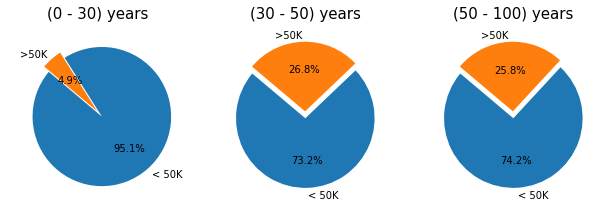 (0 - 30) years
>50K
4.9%
95.1%
< 50K
(30 - 50) years
>50K
26.8%
73.2%
< 50K
(50 - 100) years
>50K
25.8%
74.2%
< 50K